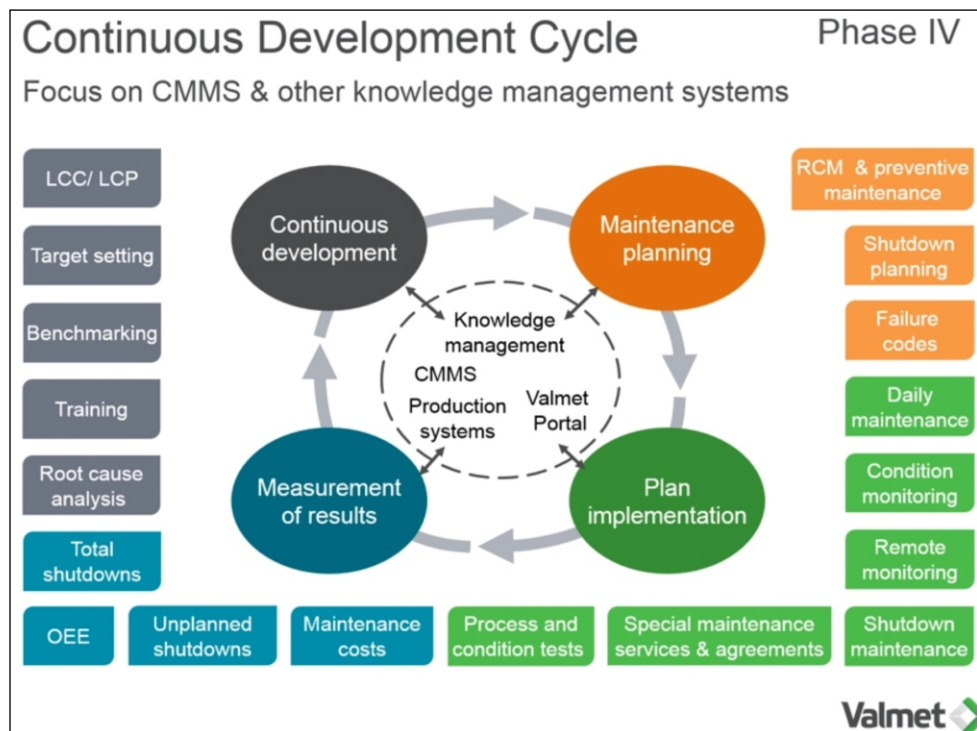 Continuous Development Cycle
Phase IV
Focus on CMMS & other knowledge management systems
LCC/ LCP
Target setting
Benchmarking
Training
Root cause
analysis
Total
shutdowns
OEE
Unplanned
shutdowns
Maintenance
costs
Process and
condition tests
Special maintenance
services & agreements
Shutdown
maintenance
Remote
monitoring
Condition
monitoring
Daily
maintenance
Failure
codes
Shutdown
planning
RCM & preventive
maintenance
Continuous
development
Maintenance
planning
Plan
implementation
Measurement
of results
Knowledge
management
CMMS
Production
systems
Valmet
Portal
Valmet